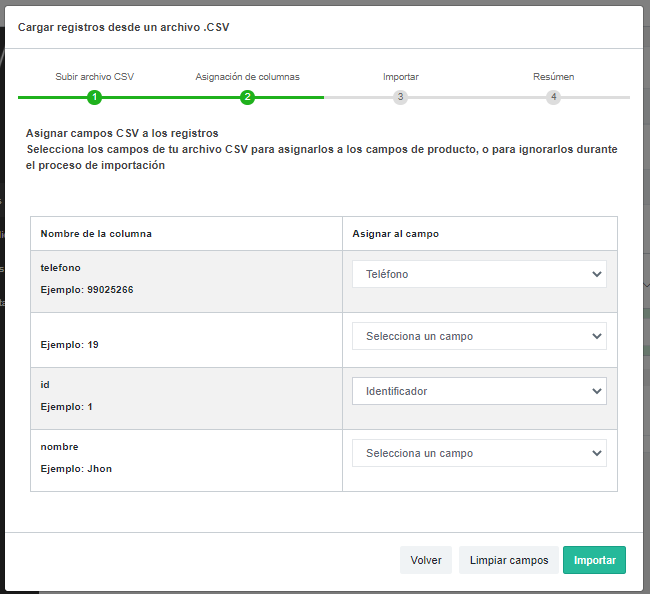 Cargar registros desde un archivo .CSV
Subir archivo CSV
Asignación de columnas
Importar
Resúmen
1
2
3
4
Asignar campos CSV a los registros
Selecciona los campos de tu archivo CSV para asignarlos a los campos de producto, o para ignorarlos durante
el proceso de importación
Nombre de la columna
Asignar al campo
telefono
Ejemplo: 99025266
Teléfono
Ejemplo: 19
Selecciona un campo
id
Ejemplo: 1
Identificador
nombre
Ejemplo: Jhon
Selecciona un campo
Volver
Limpiar campos
Importar